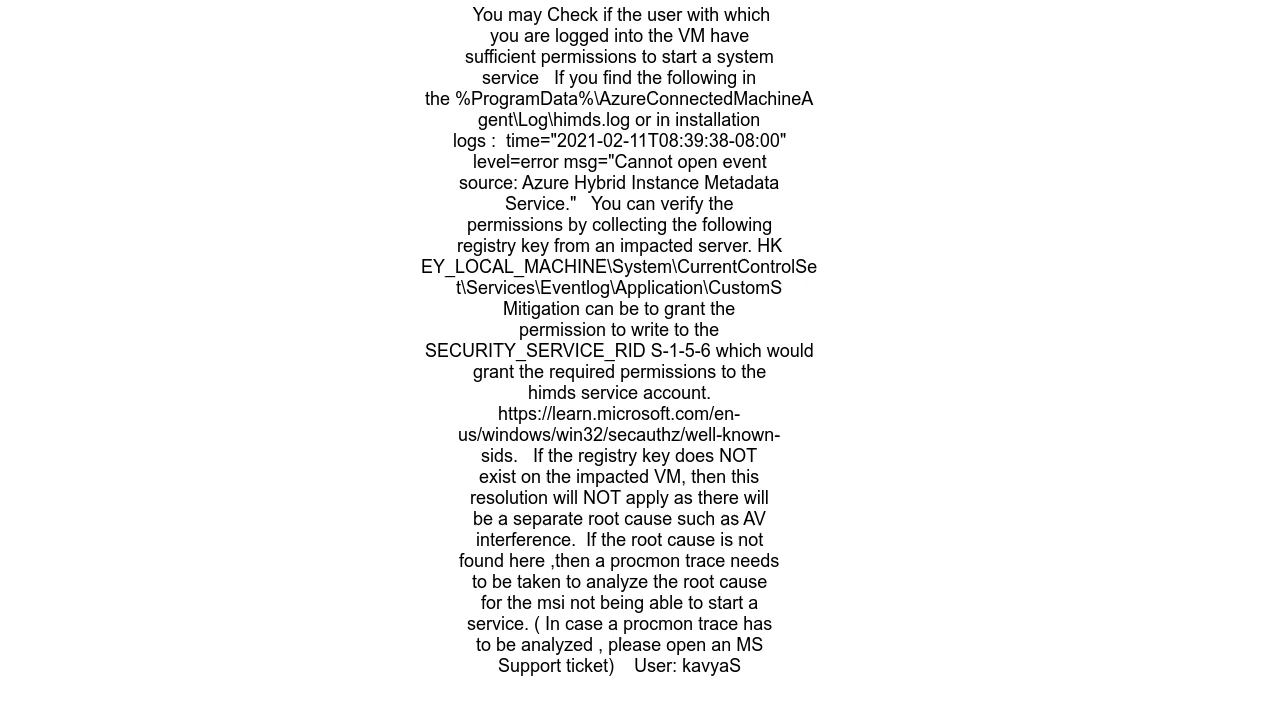 You may Check if the user with which
you are logged into the VM have
sufficient permissions to start a system
service   If you find the following in
the %ProgramData%\AzureConnectedMachineA
gent\Log\himds.log or in installation
logs :  time="2021-02-11T08:39:38-08:00"
level=error msg="Cannot open event
source: Azure Hybrid Instance Metadata
Service."   You can verify the
permissions by collecting the following
registry key from an impacted server. HK
EY_LOCAL_MACHINE\System\CurrentControlSe
t\Services\Eventlog\Application\CustomS
Mitigation can be to grant the
permission to write to the
SECURITY_SERVICE_RID S-1-5-6 which would
grant the required permissions to the
himds service account.
https://learn.microsoft.com/en-
us/windows/win32/secauthz/well-known-
sids.   If the registry key does NOT
exist on the impacted VM, then this
resolution will NOT apply as there will
be a separate root cause such as AV
interference.  If the root cause is not
found here ,then a procmon trace needs
to be taken to analyze the root cause
for the msi not being able to start a
service. ( In case a procmon trace has
to be analyzed , please open an MS
Support ticket)    User: kavyaS